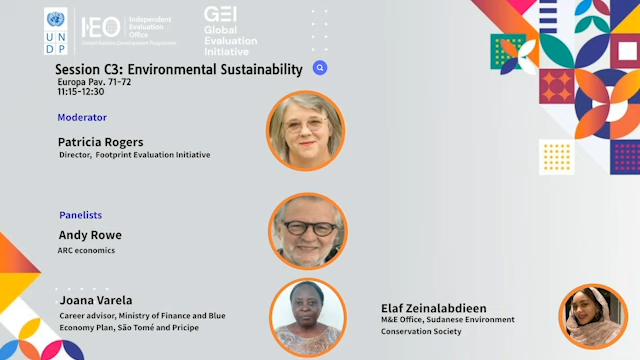 U N
D P
IEO
Independent
Evaluation
Office
United Nations Development Programme
GEI
Global
Evaluation
Initiative
Session C3: Environmental Sustainability
Europa Pav. 71-72
11:15-12:30
Moderator
Patricia Rogers
Director, Footprint Evaluation Initiative
Panelists
Andy Rowe
ARC economics
Joana Varela
Career advisor, Ministry of Finance and Blue
Economy Plan, São Tomé and Pricipe
Elaf Zeinalabdieen
M&E Office, Sudanese Environment
Conservation Society